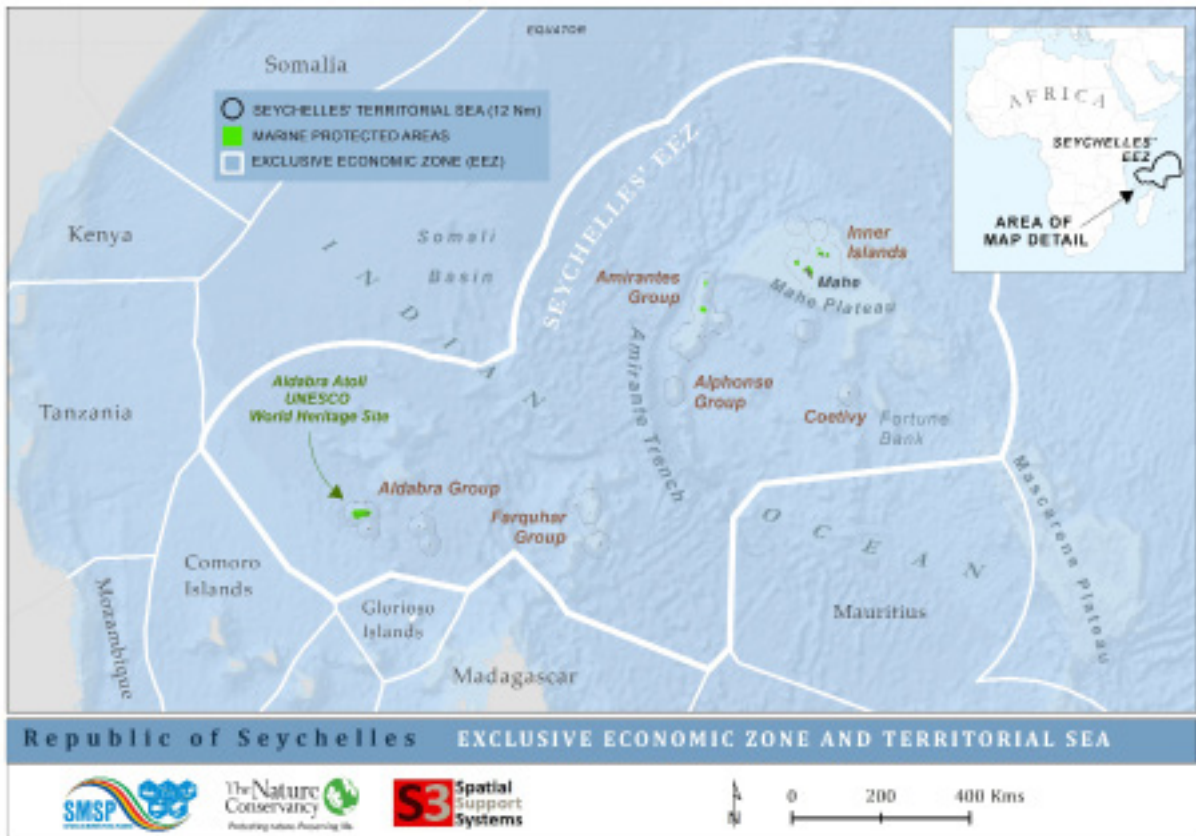 EQUATOR
Somalia
SEYCHELLES' TERRITORIAL SEA (12 Nm)
MARINE PROTECTED AREAS
EXCLUSIVE ECONOMIC ZONE (EEZ)
AFRICA
SEYCHELLES'
EEZ
AREA OF
MAP DETAIL
SEYCHELLES' EEZ
Kenya
Somali
Basin
INDIAN
Inner
Islands
Mahe
Mahe Plateau
Amirantes
Group
Amirante Trench
Alphonse
Group
Coetivy
Fortune
Bank
Tanzania
Aldabra Atoll
UNESCO
World Heritage Site
Aldabra Group
Farquhar
Group
OCEAN
Mascarene Plateau
Comoro
Islands
Mozambique
Glorioso
Islands
Mauritius
Madagascar
Republic of Seychelles EXCLUSIVE ECONOMIC ZONE AND TERRITORIAL SEA
SMSP
The Nature
Conservancy
Protecting nature. Preserving life.
S3 Spatial
Support
Systems
N
0 200 400 Kms